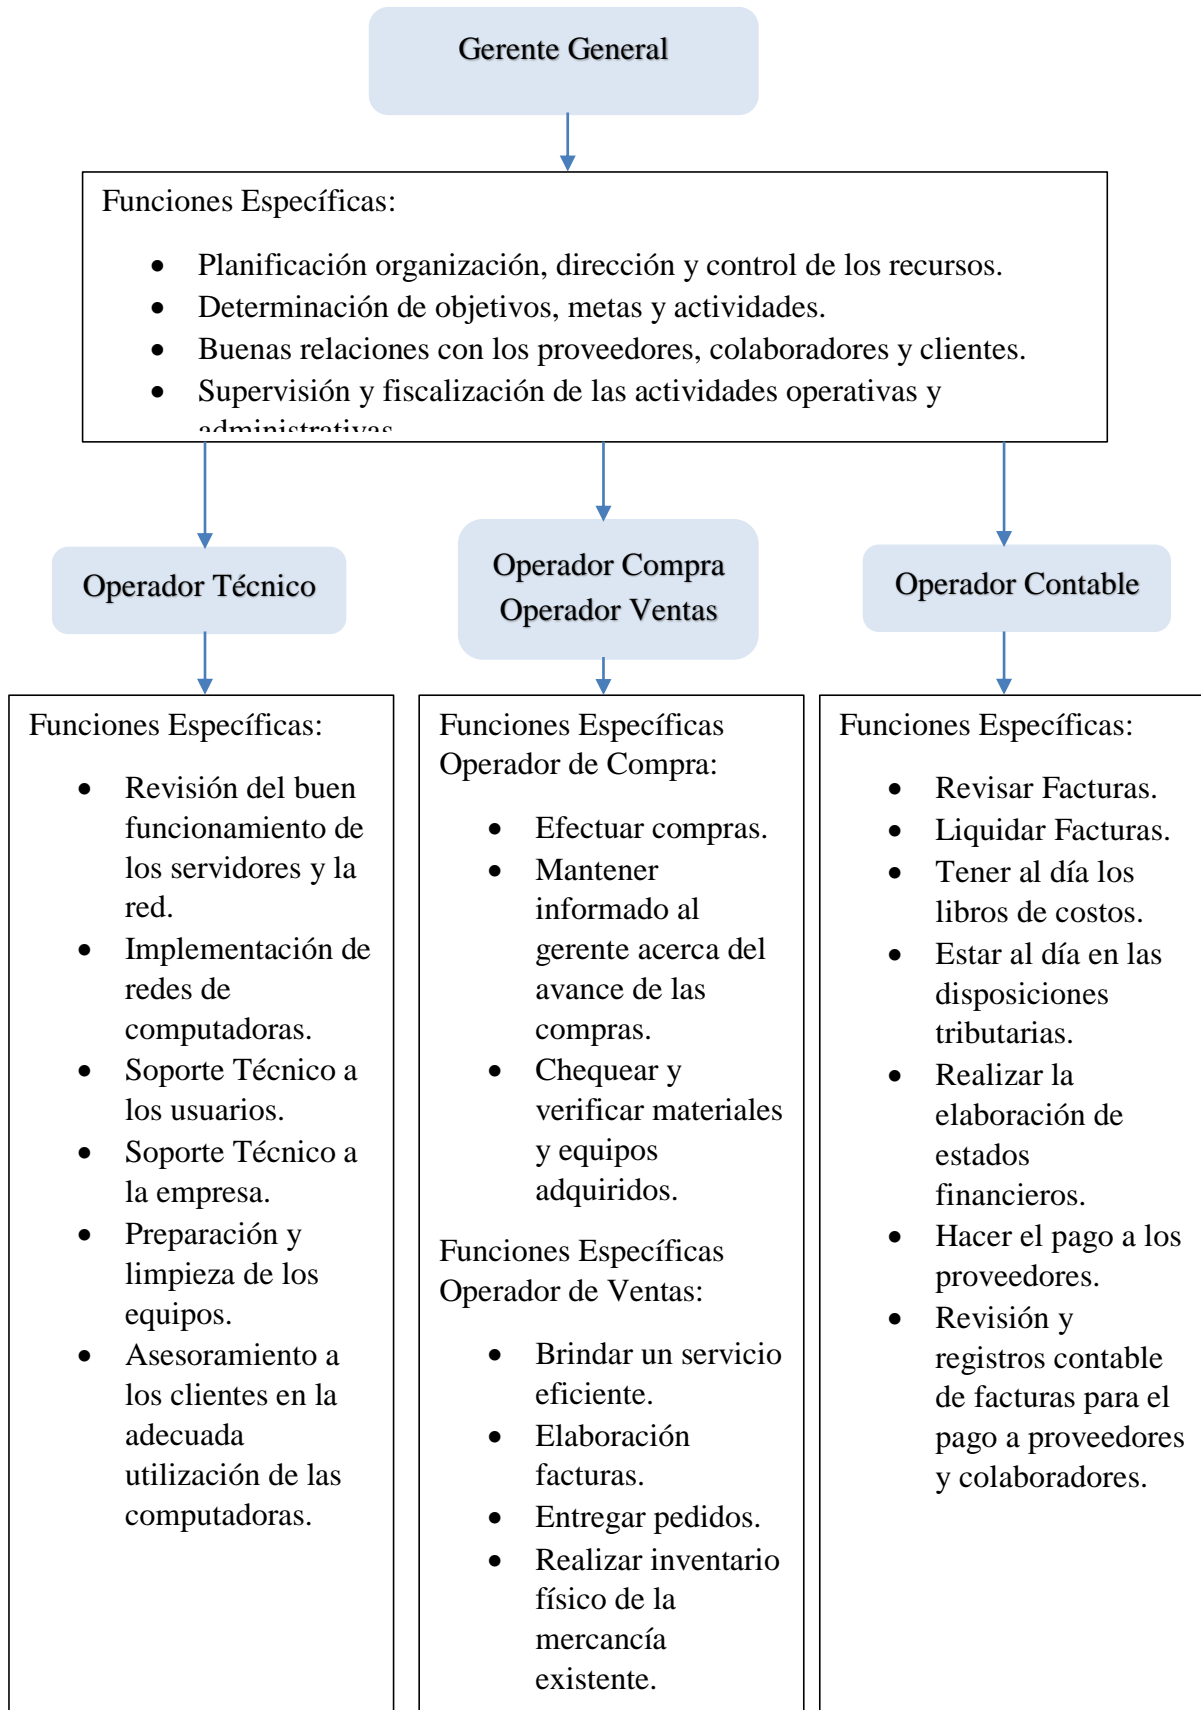 Gerente General
Funciones Específicas:
• Planificación organización, dirección y control de los recursos.
• Determinación de objetivos, metas y actividades.
• Buenas relaciones con los proveedores, colaboradores y clientes.
• Supervisión y fiscalización de las actividades operativas y
administrativas
Operador Técnico
Operador Compra
Operador Ventas
Operador Contable
Funciones Específicas:
• Revisión del buen
funcionamiento de
los servidores y la
red.
• Implementación de
redes de
computadoras.
• Soporte Técnico a
los usuarios.
• Soporte Técnico a
la empresa.
• Preparación y
limpieza de los
equipos.
• Asesoramiento a
los clientes en la
adecuada
utilización de las
computadoras.
Funciones Específicas
Operador de Compra:
• Efectuar compras.
• Mantener
informado al
gerente acerca del
avance de las
compras.
• Chequear y
verificar materiales
y equipos
adquiridos.
Funciones Específicas
Operador de Ventas:
• Brindar un servicio
eficiente.
• Elaboración
facturas.
• Entregar pedidos.
• Realizar inventario
físico de la
mercancía
existente.
Funciones Específicas:
• Revisar Facturas.
• Liquidar Facturas.
• Tener al día los
libros de costos.
• Estar al día en las
disposiciones
tributarias.
• Realizar la
elaboración de
estados
financieros.
• Hacer el pago a los
proveedores.
• Revisión y
registros contable
de facturas para el
pago a proveedores
y colaboradores.